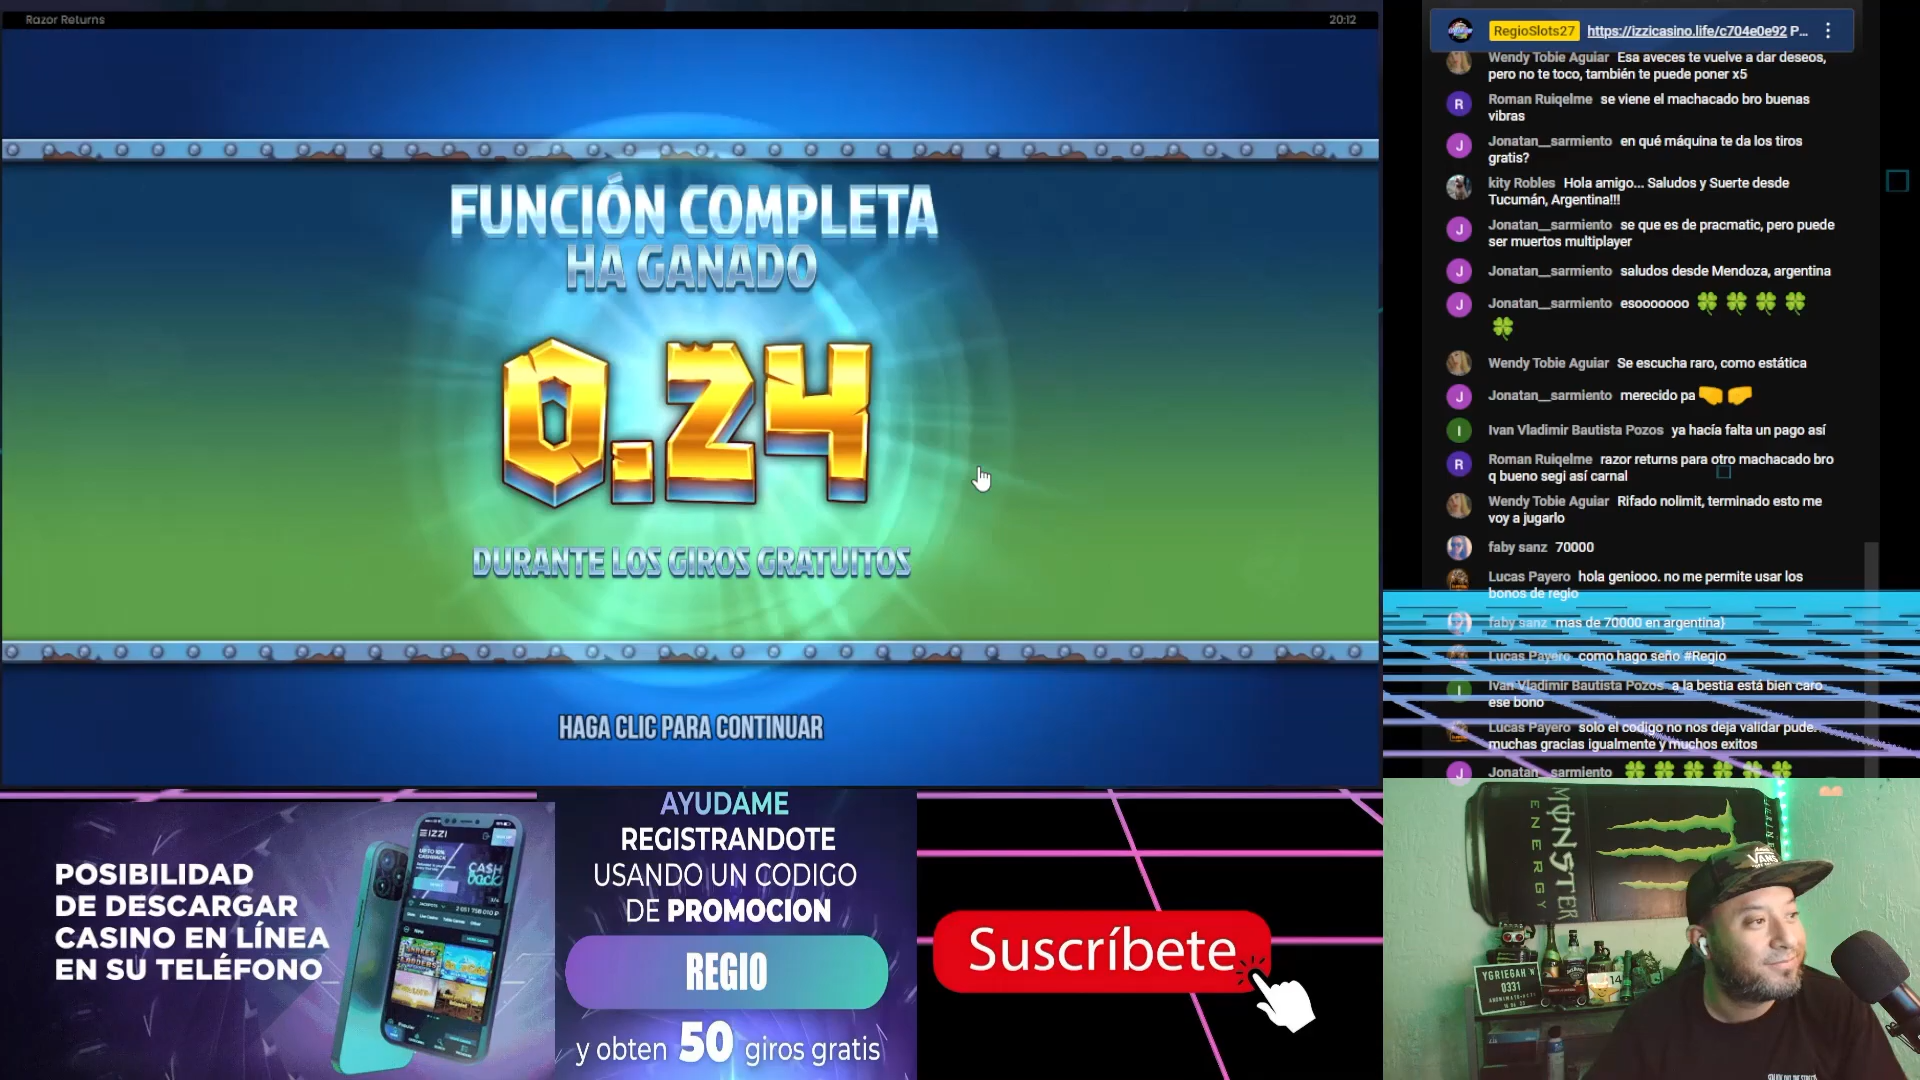 Razor Returns
20:12
FUNCIÓN COMPLETA
HA GANADO
0.24
DURANTE LOS GIROS GRATUITOS
HAGA CLIC PARA CONTINUAR
RegioSlots27 https://izzicasino.life/c704e0e92 P...
Wendy Tobie Aguiar Esa aveces te vuelve a dar deseos,
pero no te toco, también te puede poner x5
R
Roman Ruiqelme se viene el machacado bro buenas
vibras
J
Jonatan__sarmiento en qué máquina te da los tiros
gratis?
kity Robles Hola amigo... Saludos y Suerte desde
Tucumán, Argentina!!!
J
Jonatan__sarmiento se que es de pracmatic, pero puede
ser muertos multiplayer
J
Jonatan__sarmiento saludos desde Mendoza, argentina
J
Jonatan__sarmiento esooooooo 🍀 🍀 🍀 🍀
🍀
Wendy Tobie Aguiar Se escucha raro, como estática
J
Jonatan__sarmiento merecido pa 🤜 🤛
I
Ivan Vladimir Bautista Pozos ya hacía falta un pago así
R
Roman Ruiqelme razor returns para otro machacado bro
q bueno segi así carnal
Wendy Tobie Aguiar Rifado nolimit, terminado esto me
voy a jugarlo
faby sanz 70000
Lucas Payero hola geniooo. no me permite usar los
bonos de regio
faby sanz mas de 70000 en argentina}
Lucas Payero como hago seño #Regio
I
Ivan Vladimir Bautista Pozos a la bestia está bien caro
ese bono
Lucas Payero solo el codigo no nos deja validar pude.
muchas gracias igualmente y muchos exitos
J
Jonatan__sarmiento 🍀 🍀 🍀 🍀 🍀 🍀
POSIBILIDAD
DE DESCARGAR
CASINO EN LÍNEA
EN SU TELÉFONO
IZZI
CASH
back
AYUDAME
REGISTRANDOTE
USANDO UN CODIGO
DE PROMOCION
REGIO
y obten 50 giros gratis
Suscríbete
MONSTER
ENERGY
VANS
YGRIEGAH'N
0331